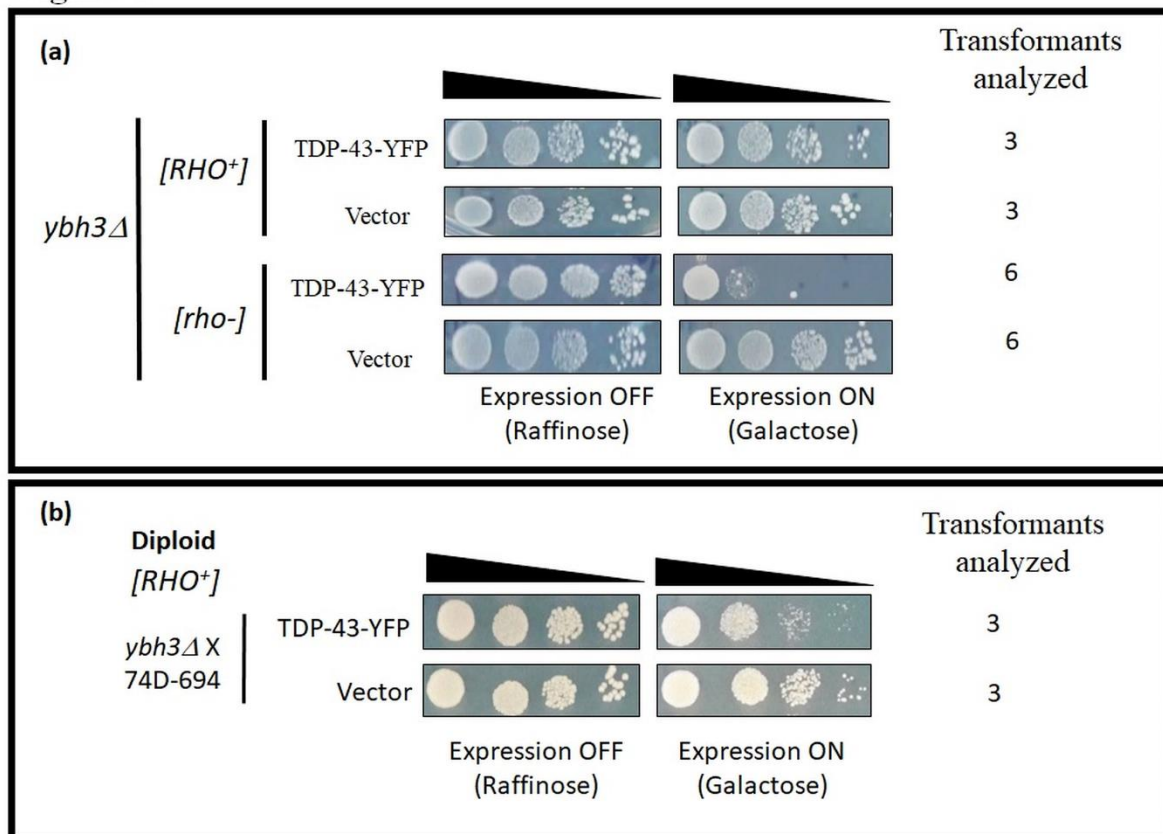 (a)
Transformants
analyzed
ybh3Δ
[RHO+]
TDP-43-YFP
3
Vector
3
[rho-]
TDP-43-YFP
6
Vector
6
Expression OFF
(Raffinose)
Expression ON
(Galactose)
(b)
Transformants
analyzed
Diploid
[RHO+]
ybh3Δ X
74D-694
TDP-43-YFP
3
Vector
3
Expression OFF
(Raffinose)
Expression ON
(Galactose)